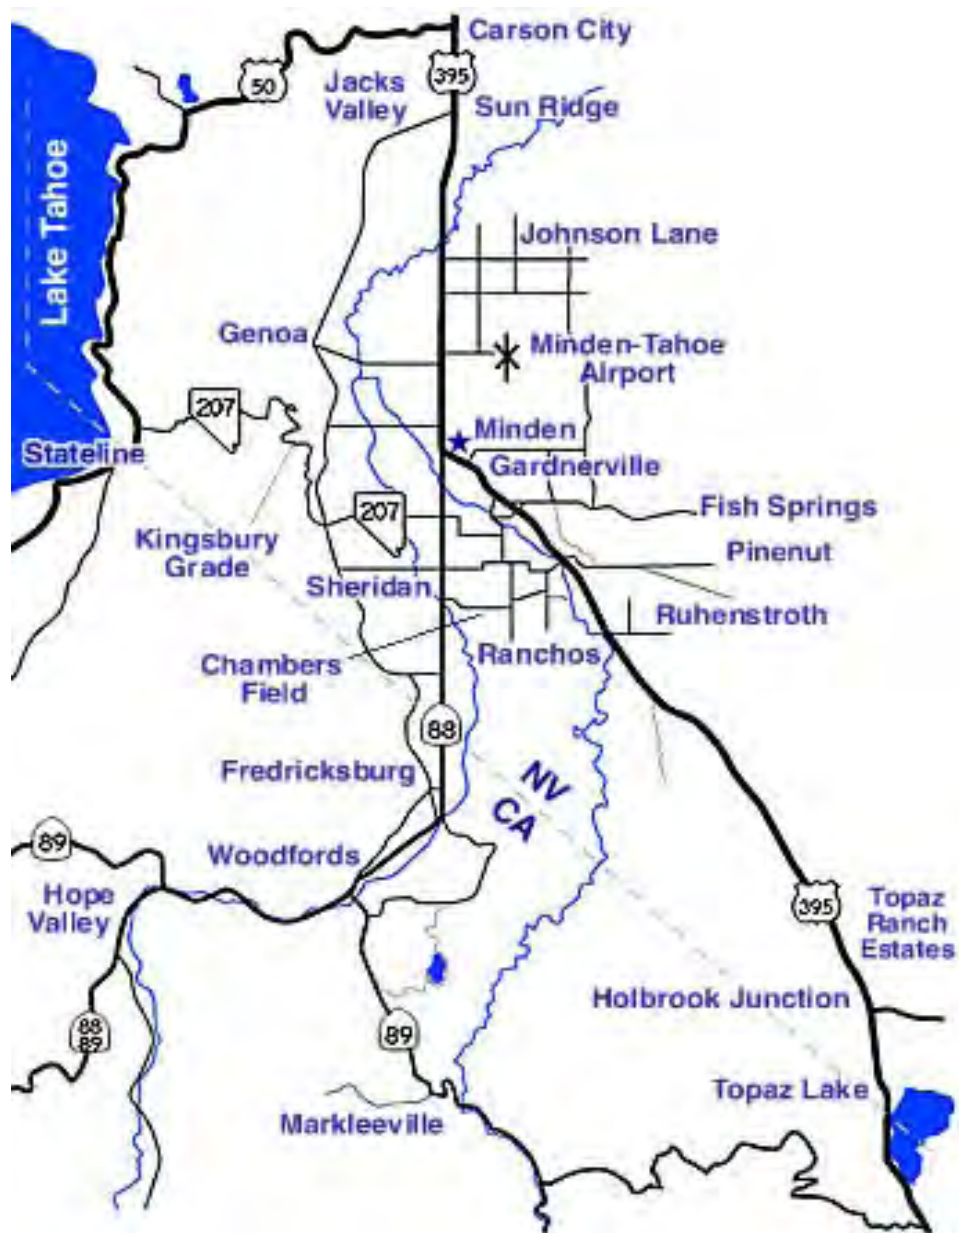 Carson City
50
395
Jacks
Valley
Sun Ridge
Lake Tahoe
Johnson Lane
Genoa
Minden-Tahoe
Airport
207
Minden
Stateline
Gardnerville
207
Fish Springs
Kingsbury
Grade
Pinenut
Sheridan
Ruhenstroth
Chambers
Field
Ranchos
88
Fredricksburg
NV
CA
89
Woodfords
Hope
Valley
395
Topaz
Ranch
Estates
Holbrook Junction
88
89
89
Topaz Lake
Markleeville